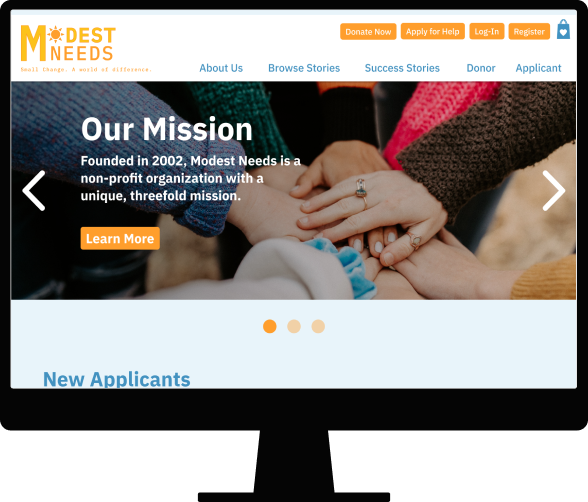 MODEST
NEEDS
Small Change. A world of difference.
Donate Now
Apply for Help
Log-In
Register
About Us
Browse Stories
Success Stories
Donor
Applicant
Our Mission
Founded in 2002, Modest Needs is a
non-profit organization with a
unique, threefold mission.
Learn More
New Applicants